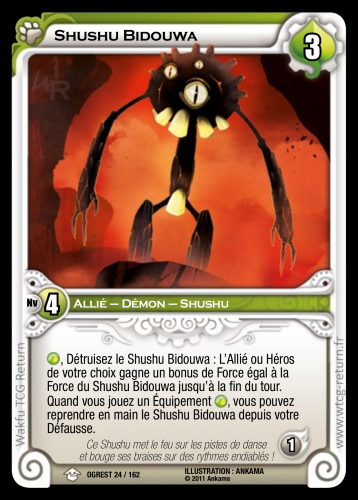 Shushu Bidouwa
3
Nv 4
Allié – Démon – Shushu
, Détruisez le Shushu Bidouwa : L'Allié ou Héros
de votre choix gagne un bonus de Force égal à la
Force du Shushu Bidouwa jusqu'à la fin du tour.
Quand vous jouez un Équipement , vous pouvez
reprendre en main le Shushu Bidouwa depuis votre
Défausse.
Ce Shushu met le feu sur les pistes de danse
et bouge ses braises sur des rythmes endiablés !
1
OGREST 24 / 162
ILLUSTRATION : ANKAMA
© 2011 Ankama
Wakfu TCG Return
www.wtcg-return.fr